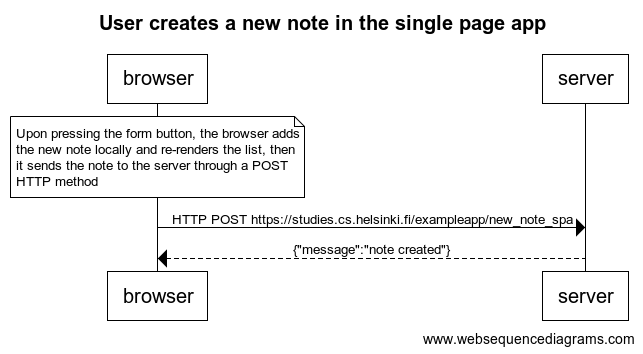 User creates a new note in the single page app
browser
server
Upon pressing the form button, the browser adds
the new note locally and re-renders the list, then
it sends the note to the server through a POST
HTTP method
HTTP POST https://studies.cs.helsinki.fi/exampleapp/new_note_spa
{"message":"note created"}
browser
server
www.websequencediagrams.com